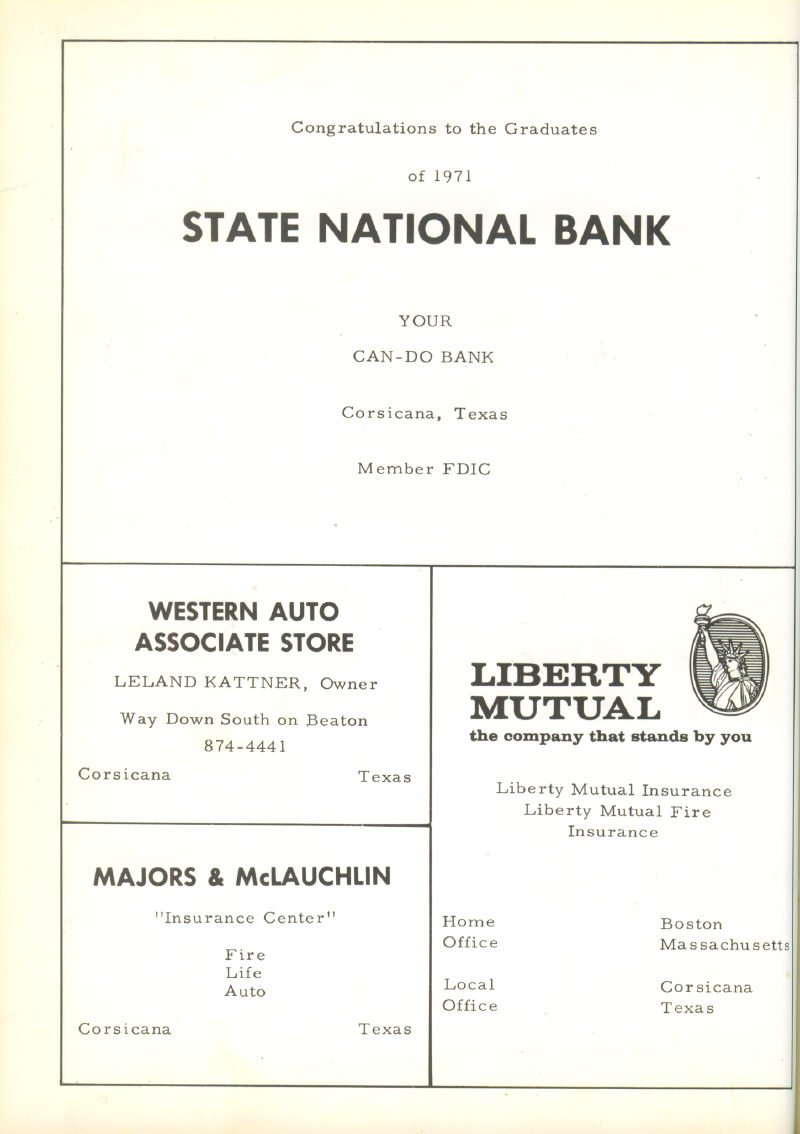 Congratulations to the Graduates
of 1971
STATE NATIONAL BANK
YOUR
CAN-DO BANK
Corsicana, Texas
Member FDIC
WESTERN AUTO
ASSOCIATE STORE
LELAND KATTNER, Owner
Way Down South on Beaton
874-4441
Corsicana Texas
MAJORS & McLAUCHLIN
"Insurance Center"
Fire
Life
Auto
Corsicana Texas
LIBERTY
MUTUAL
the company that stands by you
Liberty Mutual Insurance
Liberty Mutual Fire
Insurance
Home Boston
Office Massachusetts
Local Corsicana
Office Texas